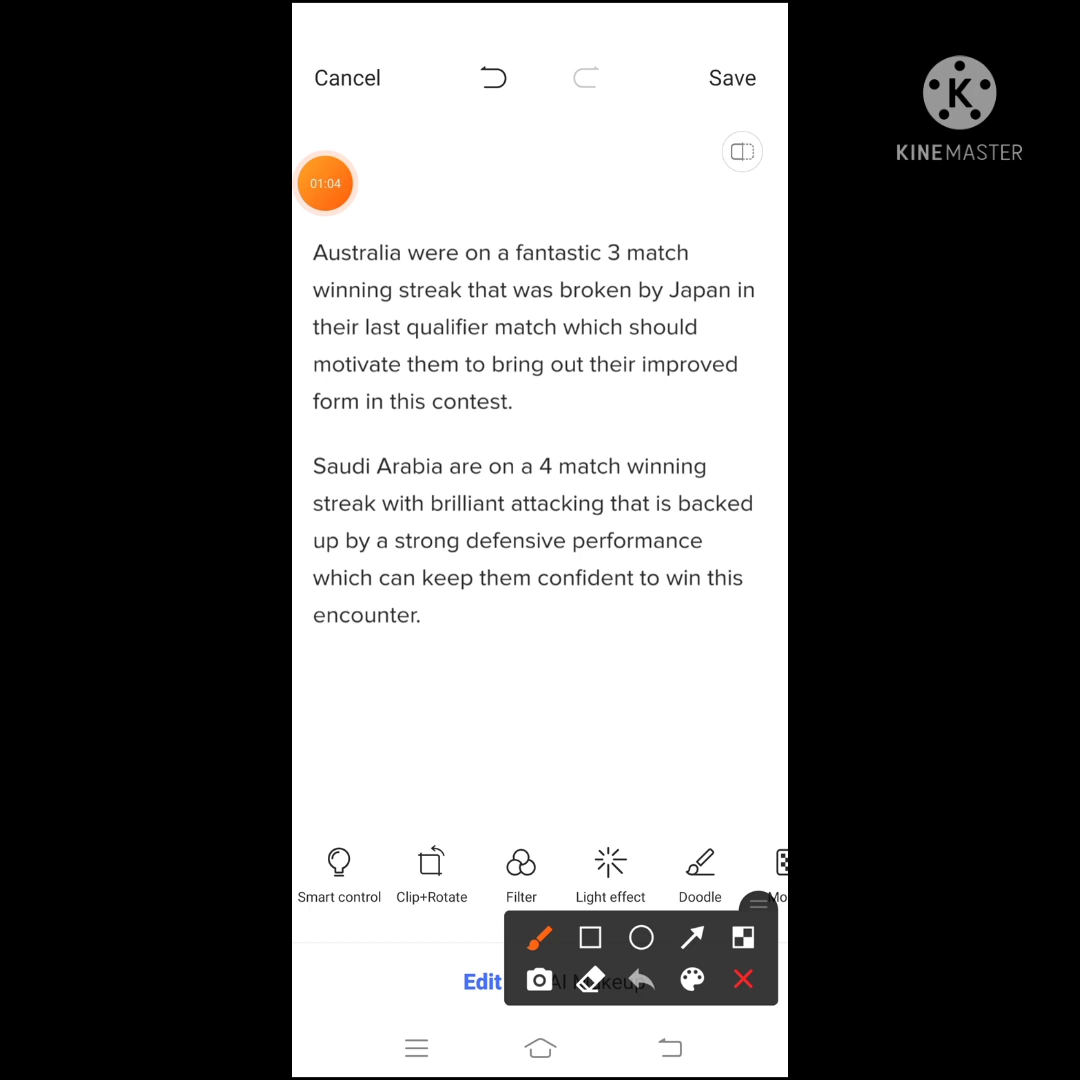 Cancel
Save
KINEMASTER
01:04
Australia were on a fantastic 3 match
winning streak that was broken by Japan in
their last qualifier match which should
motivate them to bring out their improved
form in this contest.
Saudi Arabia are on a 4 match winning
streak with brilliant attacking that is backed
up by a strong defensive performance
which can keep them confident to win this
encounter.
Smart control Clip+Rotate Filter Light effect Doodle Mo
Edit AI Makeup